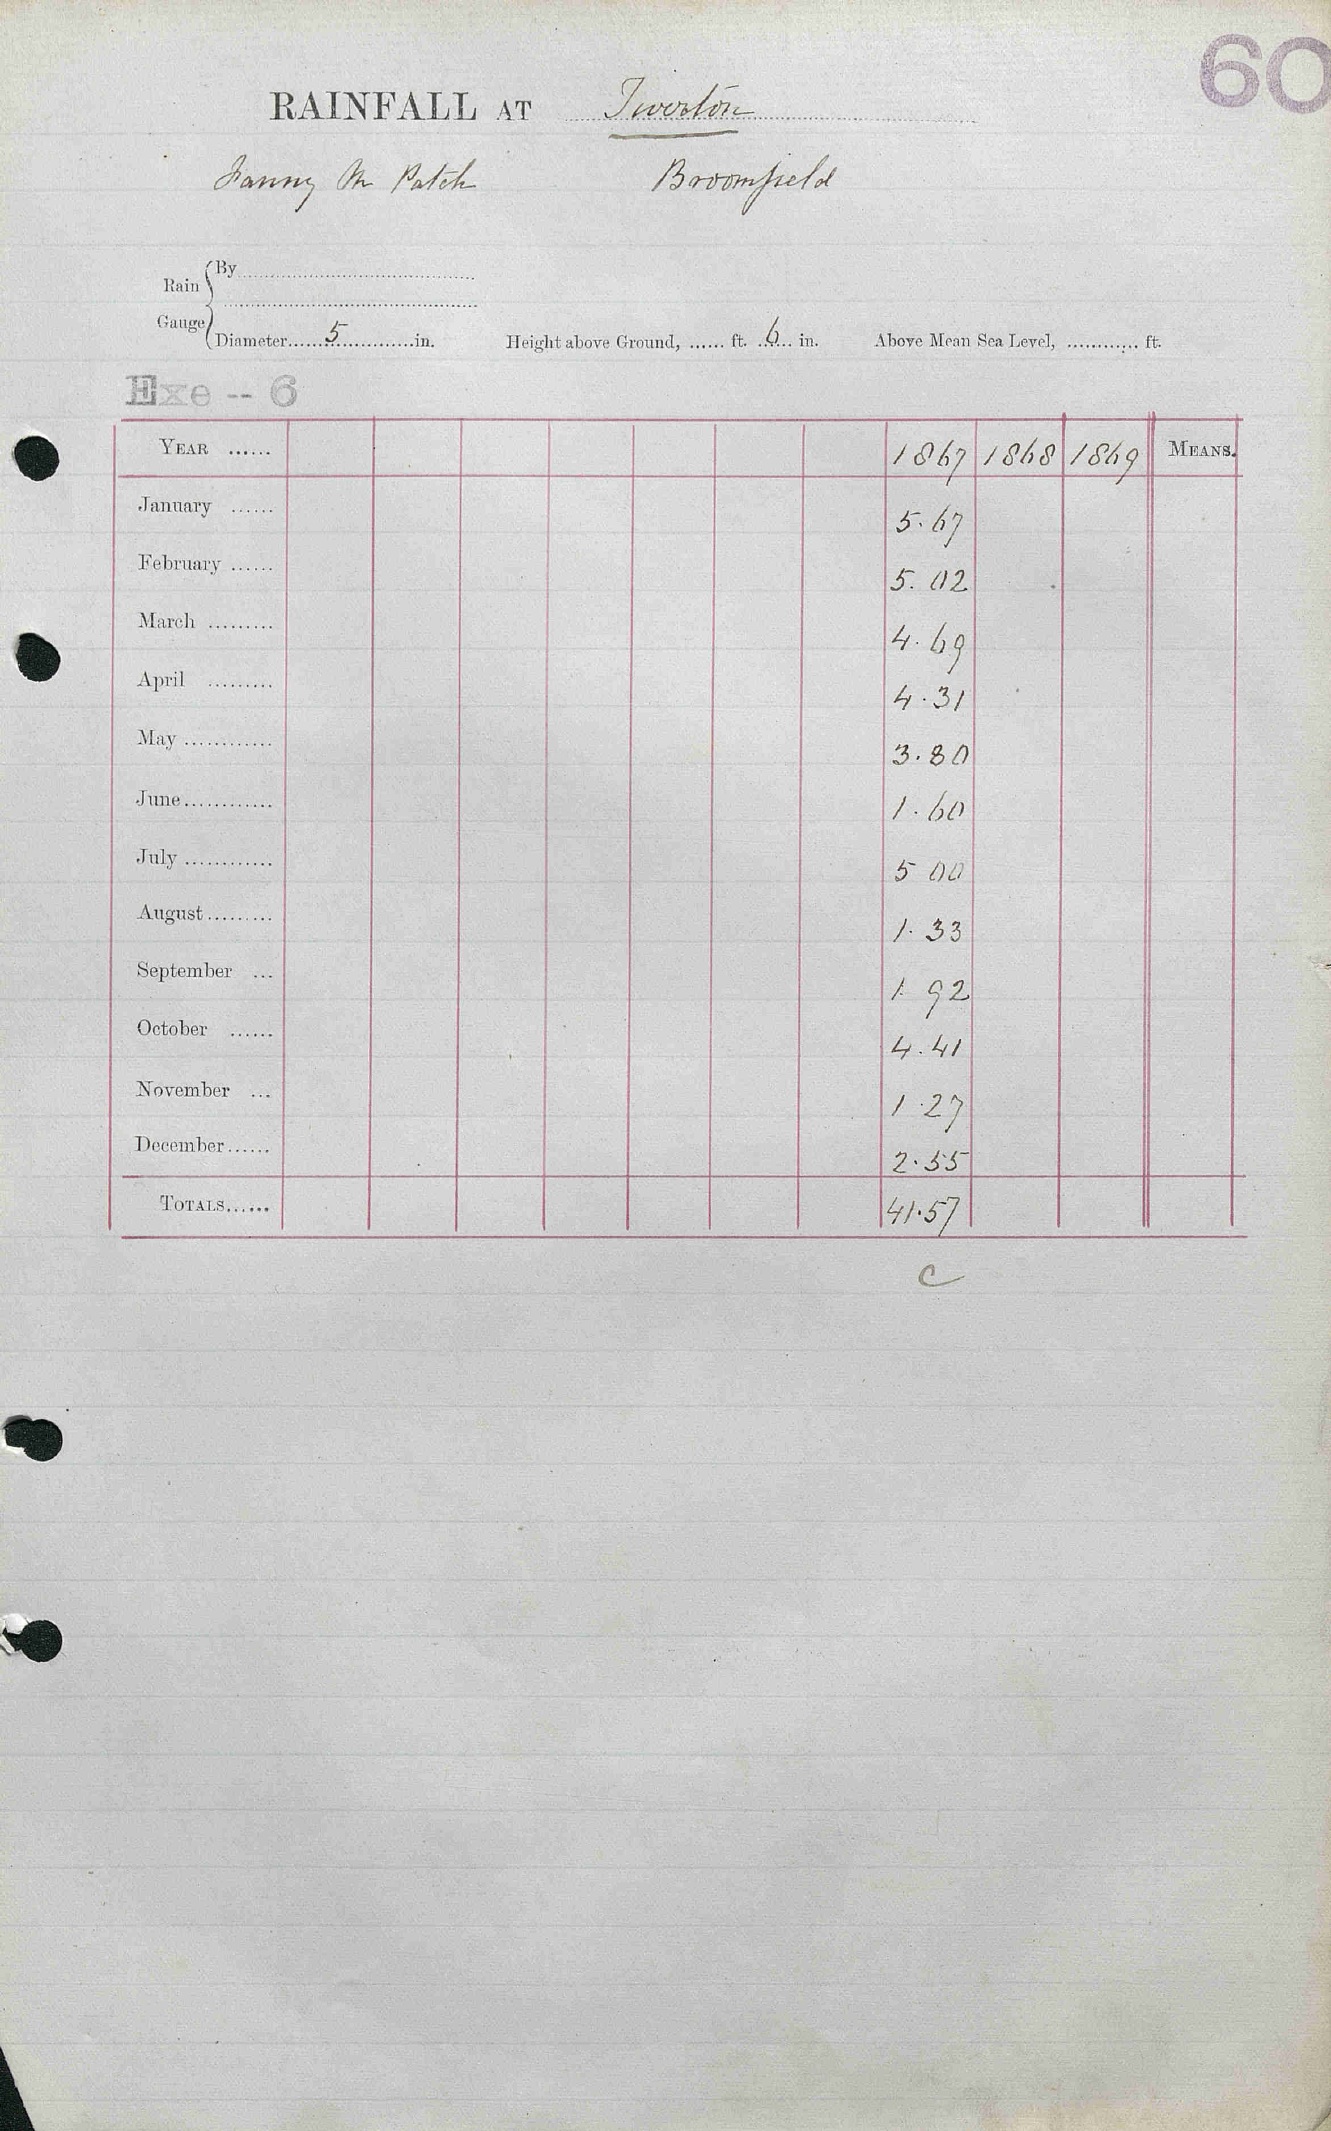 60
RAINFALL AT Tiverton
Fanny M Patch Broomfield
Rain Gauge
By
Diameter 5 in. Height above Ground, ...... ft. 6 in. Above Mean Sea Level, ............ ft.
Exe -- 6
YEAR ...... 1867 1868 1869 MEANS.
January ...... 5.67
February ...... 5.02
March ......... 4.69
April ......... 4.31
May ............ 3.80
June ............ 1.60
July ............ 5 00
August ......... 1.33
September ... 1 92
October ...... 4.41
November ... 1.27
December ...... 2.55
TOTALS ...... 41.57
C